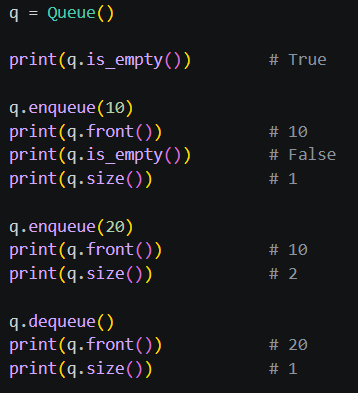 q = Queue()
print(q.is_empty()) # True
q.enqueue(10)
print(q.front()) # 10
print(q.is_empty()) # False
print(q.size()) # 1
q.enqueue(20)
print(q.front()) # 10
print(q.size()) # 2
q.dequeue()
print(q.front()) # 20
print(q.size()) # 1